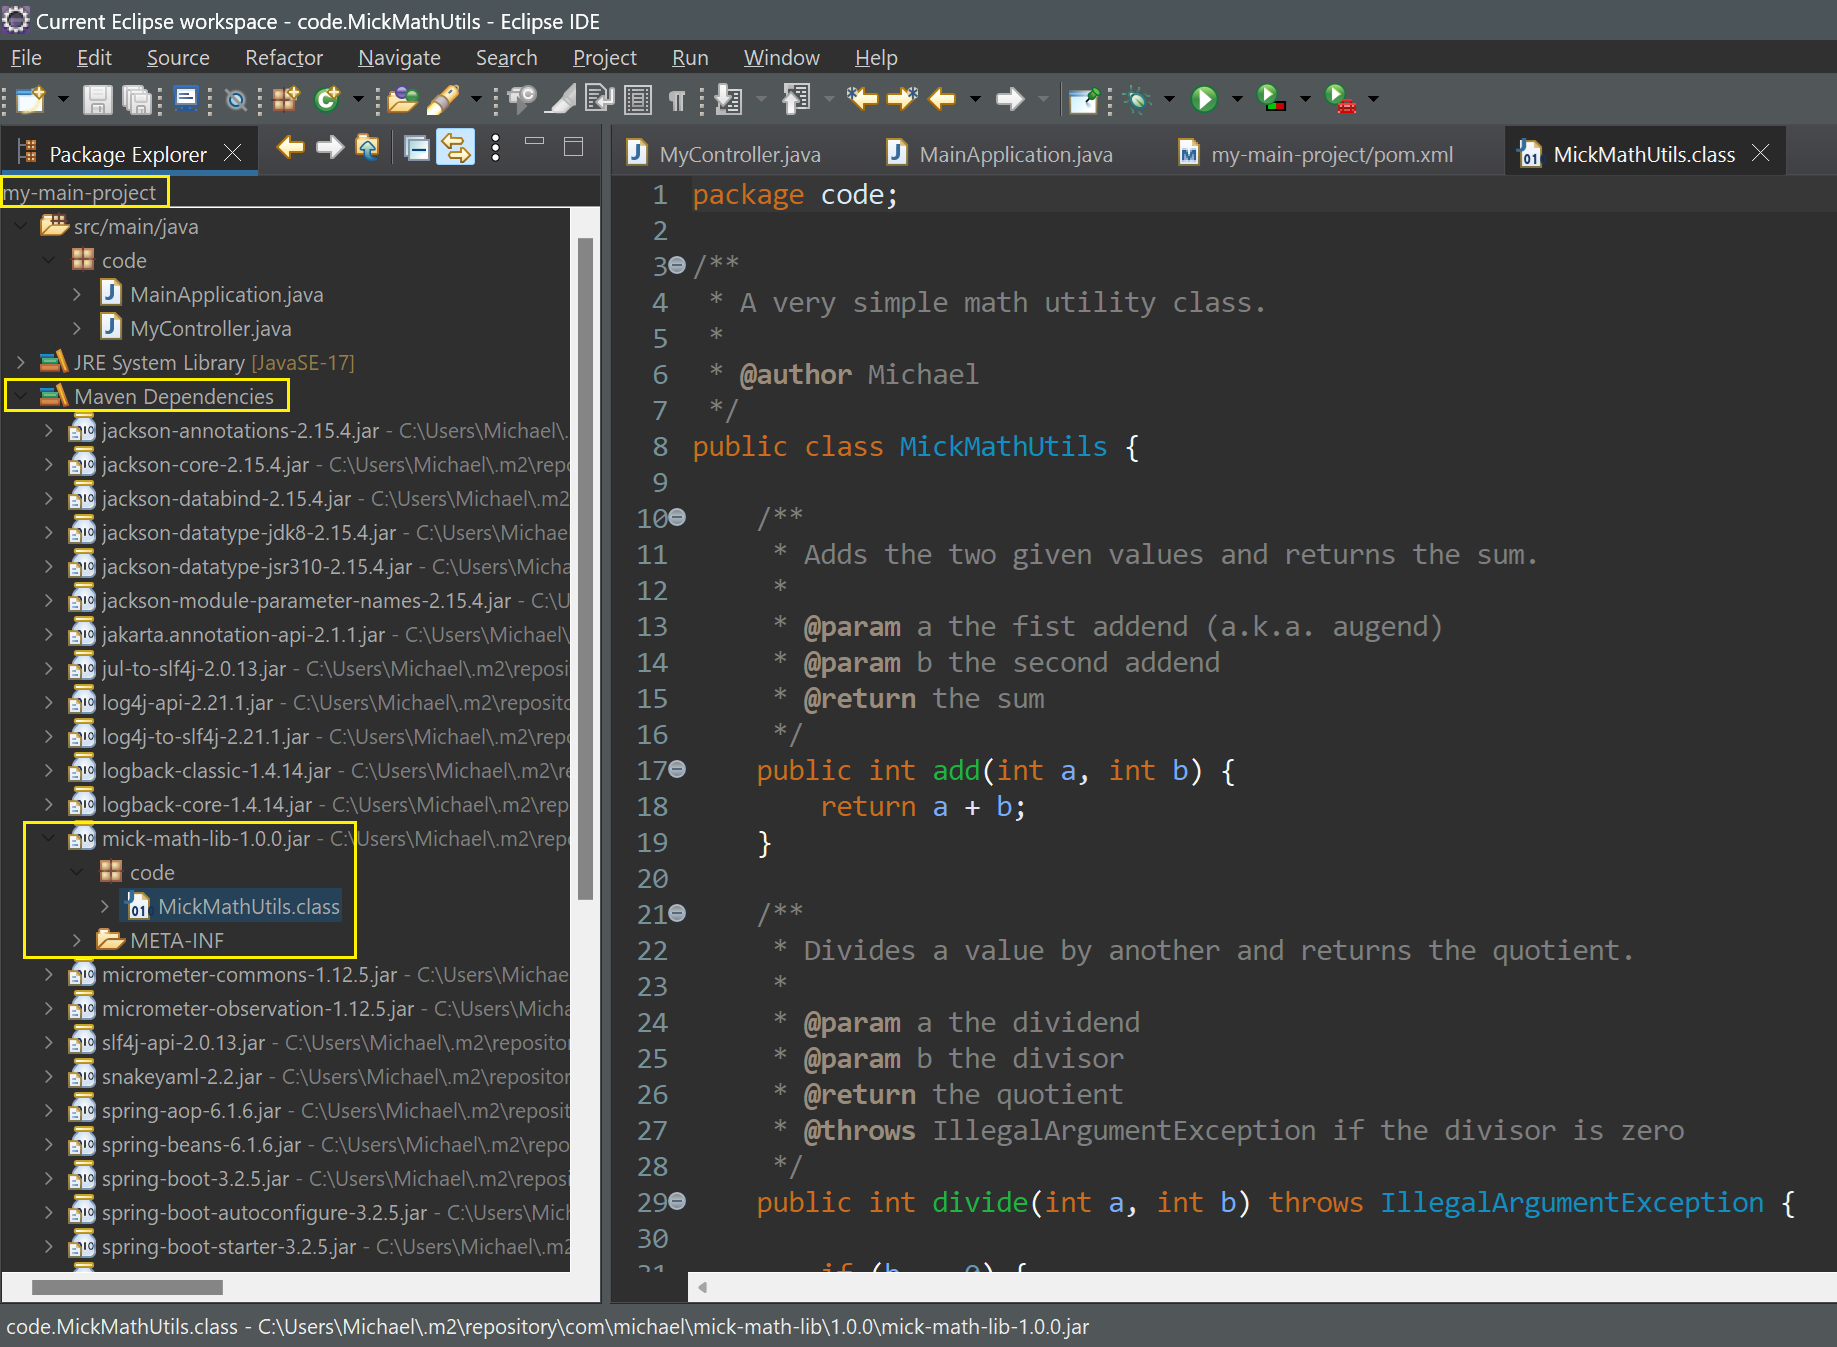 Current Eclipse workspace - code.MickMathUtils - Eclipse IDE
File Edit Source Refactor Navigate Search Project Run Window Help
Package Explorer
MyController.java MainApplication.java my-main-project/pom.xml MickMathUtils.class
my-main-project
src/main/java
code
MainApplication.java
MyController.java
JRE System Library [JavaSE-17]
Maven Dependencies
jackson-annotations-2.15.4.jar - C:\Users\Michael\.
jackson-core-2.15.4.jar - C:\Users\Michael\.m2\repo
jackson-databind-2.15.4.jar - C:\Users\Michael\.m2
jackson-datatype-jdk8-2.15.4.jar - C:\Users\Michae
jackson-datatype-jsr310-2.15.4.jar - C:\Users\Micha
jackson-module-parameter-names-2.15.4.jar - C:\U
jakarta.annotation-api-2.1.1.jar - C:\Users\Michael\
jul-to-slf4j-2.0.13.jar - C:\Users\Michael\.m2\reposi
log4j-api-2.21.1.jar - C:\Users\Michael\.m2\reposito
log4j-to-slf4j-2.21.1.jar - C:\Users\Michael\.m2\repo
logback-classic-1.4.14.jar - C:\Users\Michael\.m2\re
logback-core-1.4.14.jar - C:\Users\Michael\.m2\rep
mick-math-lib-1.0.0.jar - C:\Users\Michael\.m2\repo
code
MickMathUtils.class
META-INF
micrometer-commons-1.12.5.jar - C:\Users\Michae
micrometer-observation-1.12.5.jar - C:\Users\Micha
slf4j-api-2.0.13.jar - C:\Users\Michael\.m2\repositor
snakeyaml-2.2.jar - C:\Users\Michael\.m2\repositor
spring-aop-6.1.6.jar - C:\Users\Michael\.m2\reposit
spring-beans-6.1.6.jar - C:\Users\Michael\.m2\repo
spring-boot-3.2.5.jar - C:\Users\Michael\.m2\reposi
spring-boot-autoconfigure-3.2.5.jar - C:\Users\Mich
spring-boot-starter-3.2.5.jar - C:\Users\Michael\.m2
1 package code;
2
3 /**
4 * A very simple math utility class.
5 *
6 * @author Michael
7 */
8 public class MickMathUtils {
9
10 /**
11 * Adds the two given values and returns the sum.
12 *
13 * @param a the fist addend (a.k.a. augend)
14 * @param b the second addend
15 * @return the sum
16 */
17 public int add(int a, int b) {
18 return a + b;
19 }
20
21 /**
22 * Divides a value by another and returns the quotient.
23 *
24 * @param a the dividend
25 * @param b the divisor
26 * @return the quotient
27 * @throws IllegalArgumentException if the divisor is zero
28 */
29 public int divide(int a, int b) throws IllegalArgumentException {
30
code.MickMathUtils.class - C:\Users\Michael\.m2\repository\com\michael\mick-math-lib\1.0.0\mick-math-lib-1.0.0.jar